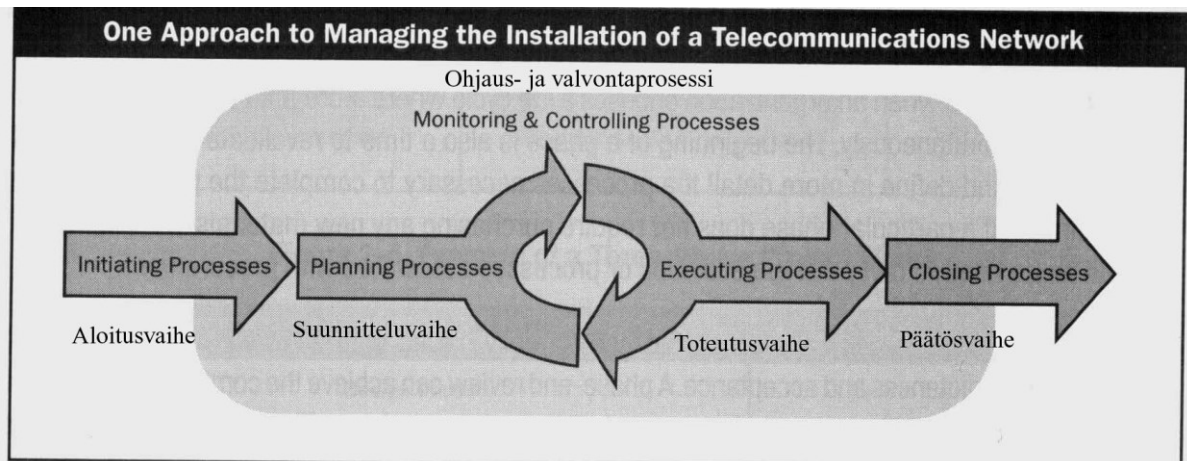 One Approach to Managing the Installation of a Telecommunications Network
Ohjaus- ja valvontaprosessi
Monitoring & Controlling Processes
Initiating Processes
Planning Processes
Executing Processes
Closing Processes
Aloitusvaihe
Suunnitteluvaihe
Toteutusvaihe
Päätösvaihe